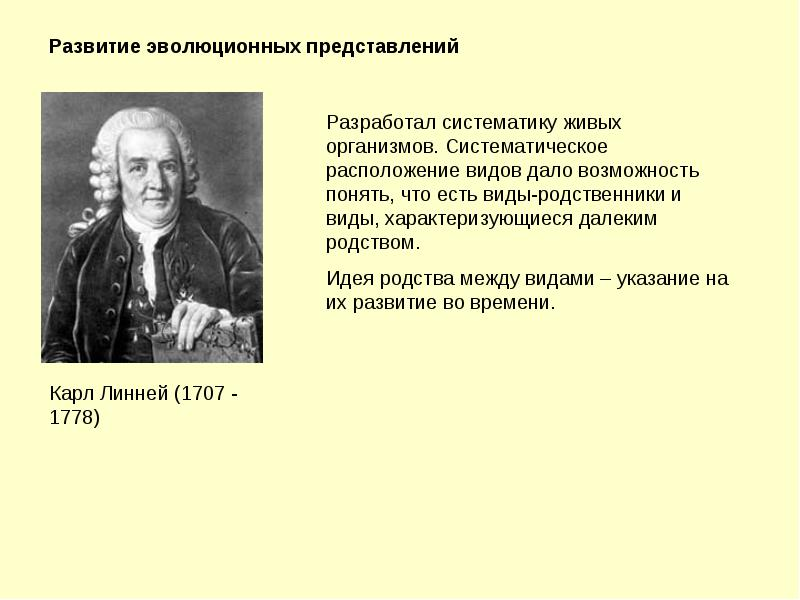 Развитие эволюционных представлений
Разработал систематику живых
организмов. Систематическое
расположение видов дало возможность
понять, что есть виды-родственники и
виды, характеризующиеся далеким
родством.
Идея родства между видами – указание на
их развитие во времени.
Карл Линней (1707 -
1778)